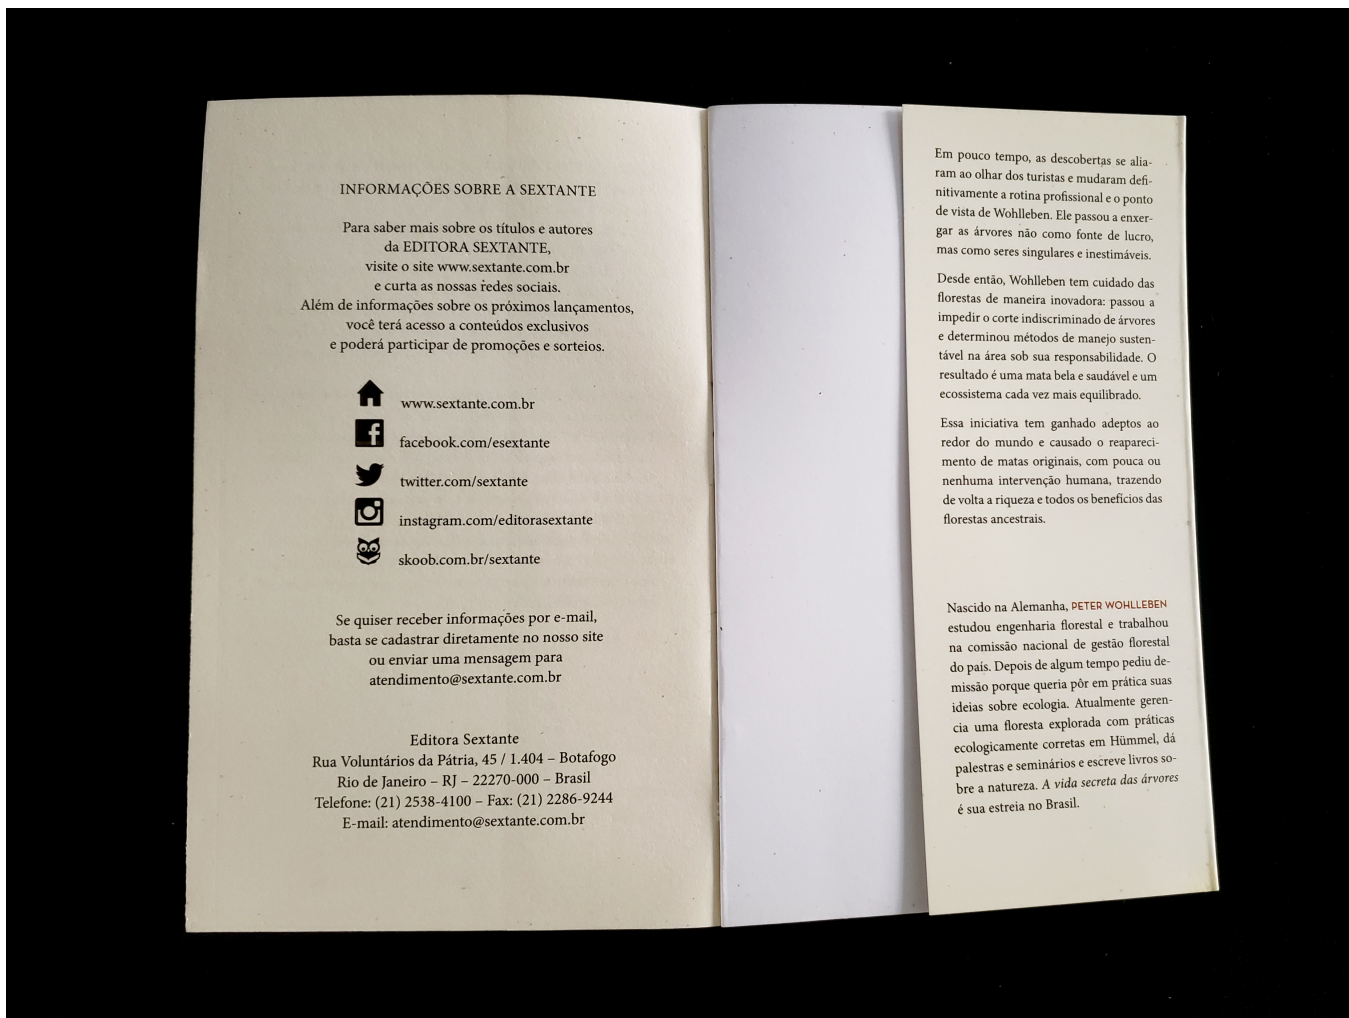 INFORMAÇÕES SOBRE A SEXTANTE
Para saber mais sobre os títulos e autores
da EDITORA SEXTANTE,
visite o site www.sextante.com.br
e curta as nossas redes sociais.
Além de informações sobre os próximos lançamentos,
você terá acesso a conteúdos exclusivos
e poderá participar de promoções e sorteios.
www.sextante.com.br
facebook.com/esextante
twitter.com/sextante
instagram.com/editorasextante
skoob.com.br/sextante
Se quiser receber informações por e-mail,
basta se cadastrar diretamente no nosso site
ou enviar uma mensagem para
atendimento@sextante.com.br
Editora Sextante
Rua Voluntários da Pátria, 45 / 1.404 – Botafogo
Rio de Janeiro – RJ – 22270-000 – Brasil
Telefone: (21) 2538-4100 – Fax: (21) 2286-9244
E-mail: atendimento@sextante.com.br
Em pouco tempo, as descobertas se alia-
ram ao olhar dos turistas e mudaram defi-
nitivamente a rotina profissional e o ponto
de vista de Wohlleben. Ele passou a enxer-
gar as árvores não como fonte de lucro,
mas como seres singulares e inestimáveis.
Desde então, Wohlleben tem cuidado das
florestas de maneira inovadora: passou a
impedir o corte indiscriminado de árvores
e determinou métodos de manejo susten-
tável na área sob sua responsabilidade. O
resultado é uma mata bela e saudável e um
ecossistema cada vez mais equilibrado.
Essa iniciativa tem ganhado adeptos ao
redor do mundo e causado o reapareci-
mento de matas originais, com pouca ou
nenhuma intervenção humana, trazendo
de volta a riqueza e todos os benefícios das
florestas ancestrais.
Nascido na Alemanha, PETER WOHLLEBEN
estudou engenharia florestal e trabalhou
na comissão nacional de gestão florestal
do país. Depois de algum tempo pediu de-
missão porque queria pôr em prática suas
ideias sobre ecologia. Atualmente geren-
cia uma floresta explorada com práticas
ecologicamente corretas em Hümmel, dá
palestras e seminários e escreve livros so-
bre a natureza. A vida secreta das árvores
é sua estreia no Brasil.